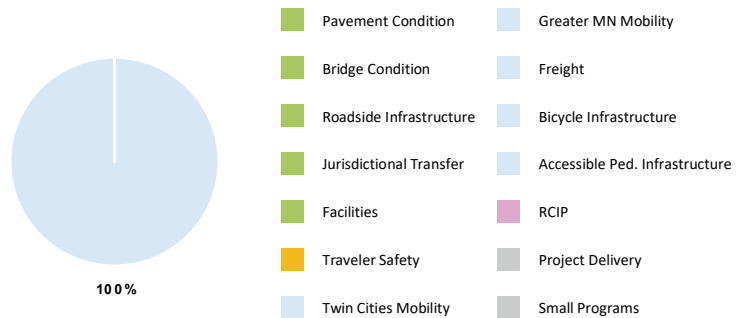 100%
Pavement Condition
Bridge Condition
Roadside Infrastructure
Jurisdictional Transfer
Facilities
Traveler Safety
Twin Cities Mobility
Greater MN Mobility
Freight
Bicycle Infrastructure
Accessible Ped. Infrastructure
RCIP
Project Delivery
Small Programs